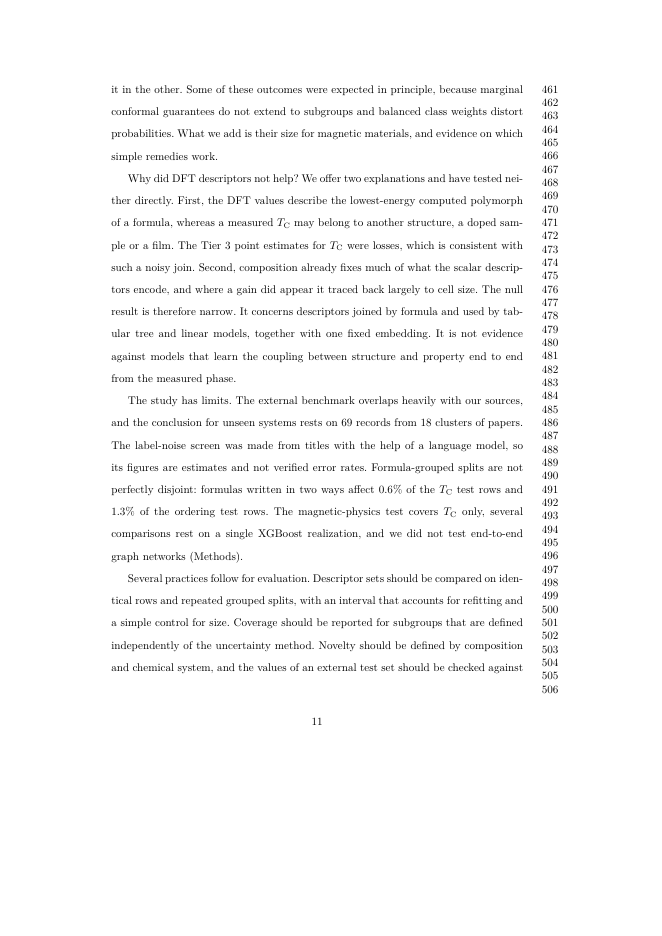 it in the other. Some of these outcomes were expected in principle, because marginal
conformal guarantees do not extend to subgroups and balanced class weights distort
probabilities. What we add is their size for magnetic materials, and evidence on which
simple remedies work.
Why did DFT descriptors not help? We offer two explanations and have tested nei-
ther directly. First, the DFT values describe the lowest-energy computed polymorph
of a formula, whereas a measured TC may belong to another structure, a doped sam-
ple or a film. The Tier 3 point estimates for TC were losses, which is consistent with
such a noisy join. Second, composition already fixes much of what the scalar descrip-
tors encode, and where a gain did appear it traced back largely to cell size. The null
result is therefore narrow. It concerns descriptors joined by formula and used by tab-
ular tree and linear models, together with one fixed embedding. It is not evidence
against models that learn the coupling between structure and property end to end
from the measured phase.
The study has limits. The external benchmark overlaps heavily with our sources,
and the conclusion for unseen systems rests on 69 records from 18 clusters of papers.
The label-noise screen was made from titles with the help of a language model, so
its figures are estimates and not verified error rates. Formula-grouped splits are not
perfectly disjoint: formulas written in two ways affect 0.6% of the TC test rows and
1.3% of the ordering test rows. The magnetic-physics test covers TC only, several
comparisons rest on a single XGBoost realization, and we did not test end-to-end
graph networks (Methods).
Several practices follow for evaluation. Descriptor sets should be compared on iden-
tical rows and repeated grouped splits, with an interval that accounts for refitting and
a simple control for size. Coverage should be reported for subgroups that are defined
independently of the uncertainty method. Novelty should be defined by composition
and chemical system, and the values of an external test set should be checked against
461
462
463
464
465
466
467
468
469
470
471
472
473
474
475
476
477
478
479
480
481
482
483
484
485
486
487
488
489
490
491
492
493
494
495
496
497
498
499
500
501
502
503
504
505
506
11